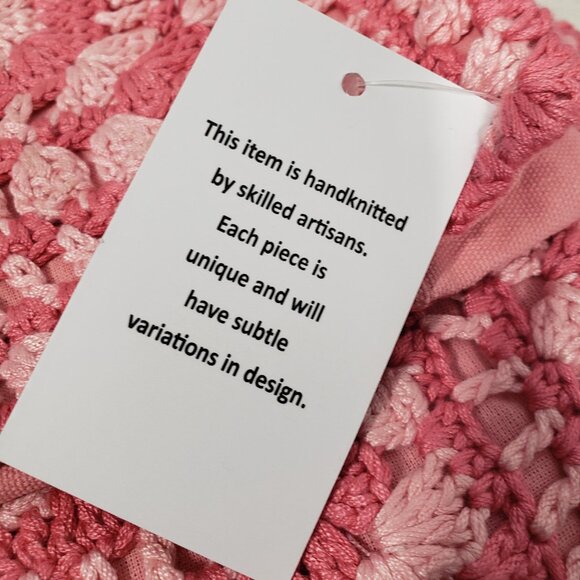 This item is handknitted
by skilled artisans.
Each piece is
unique and will
have subtle
variations in design.